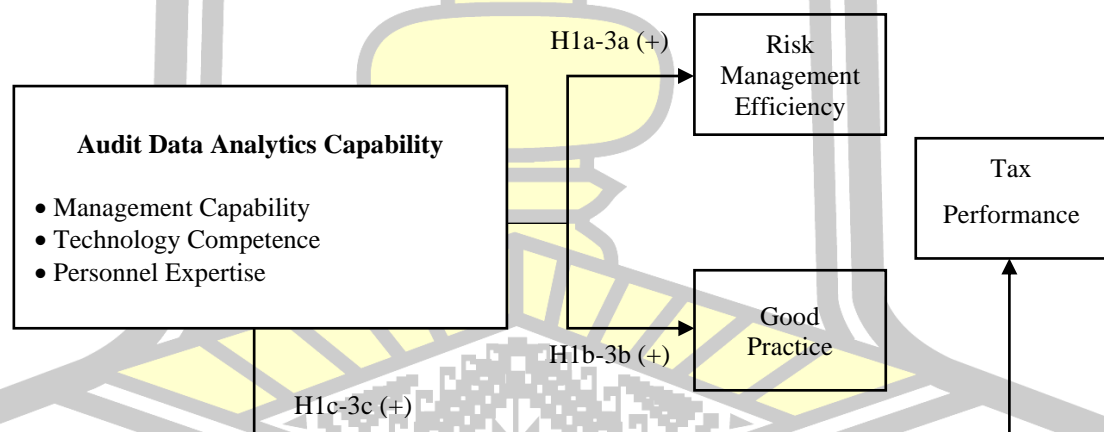 H1a-3a (+)
Risk
Management
Efficiency
Audit Data Analytics Capability
• Management Capability
• Technology Competence
• Personnel Expertise
Tax
Performance
Good
Practice
H1b-3b (+)
H1c-3c (+)